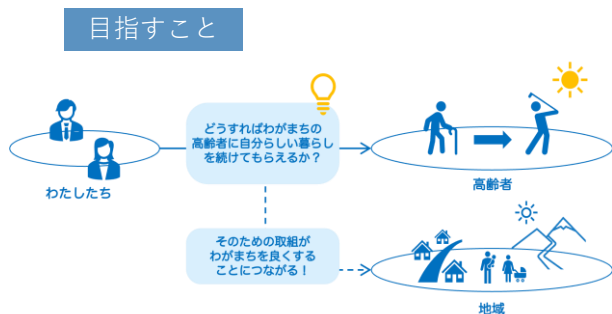 目指すこと
どうすればわがまちの
高齢者に自分らしい暮らし
を続けてもらえるか？
わたしたち
高齢者
そのための取組が
わがまちを良くする
ことにつながる！
地域